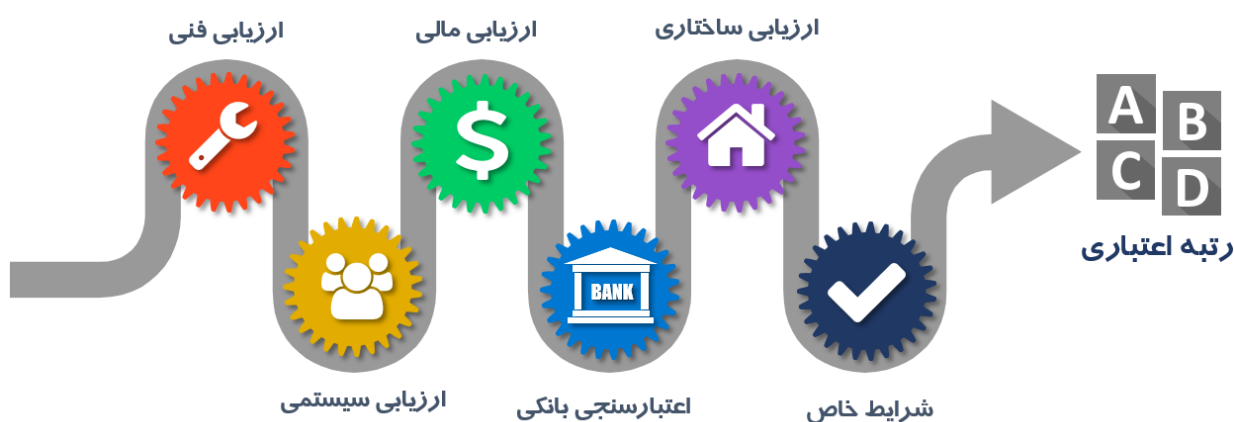 ارزیابی فنی
ارزیابی سیستمی
ارزیابی مالی
BANK
اعتبارسنجی بانکی
ارزیابی ساختاری
شرایط خاص
A
B
C
D
رتبه اعتباری